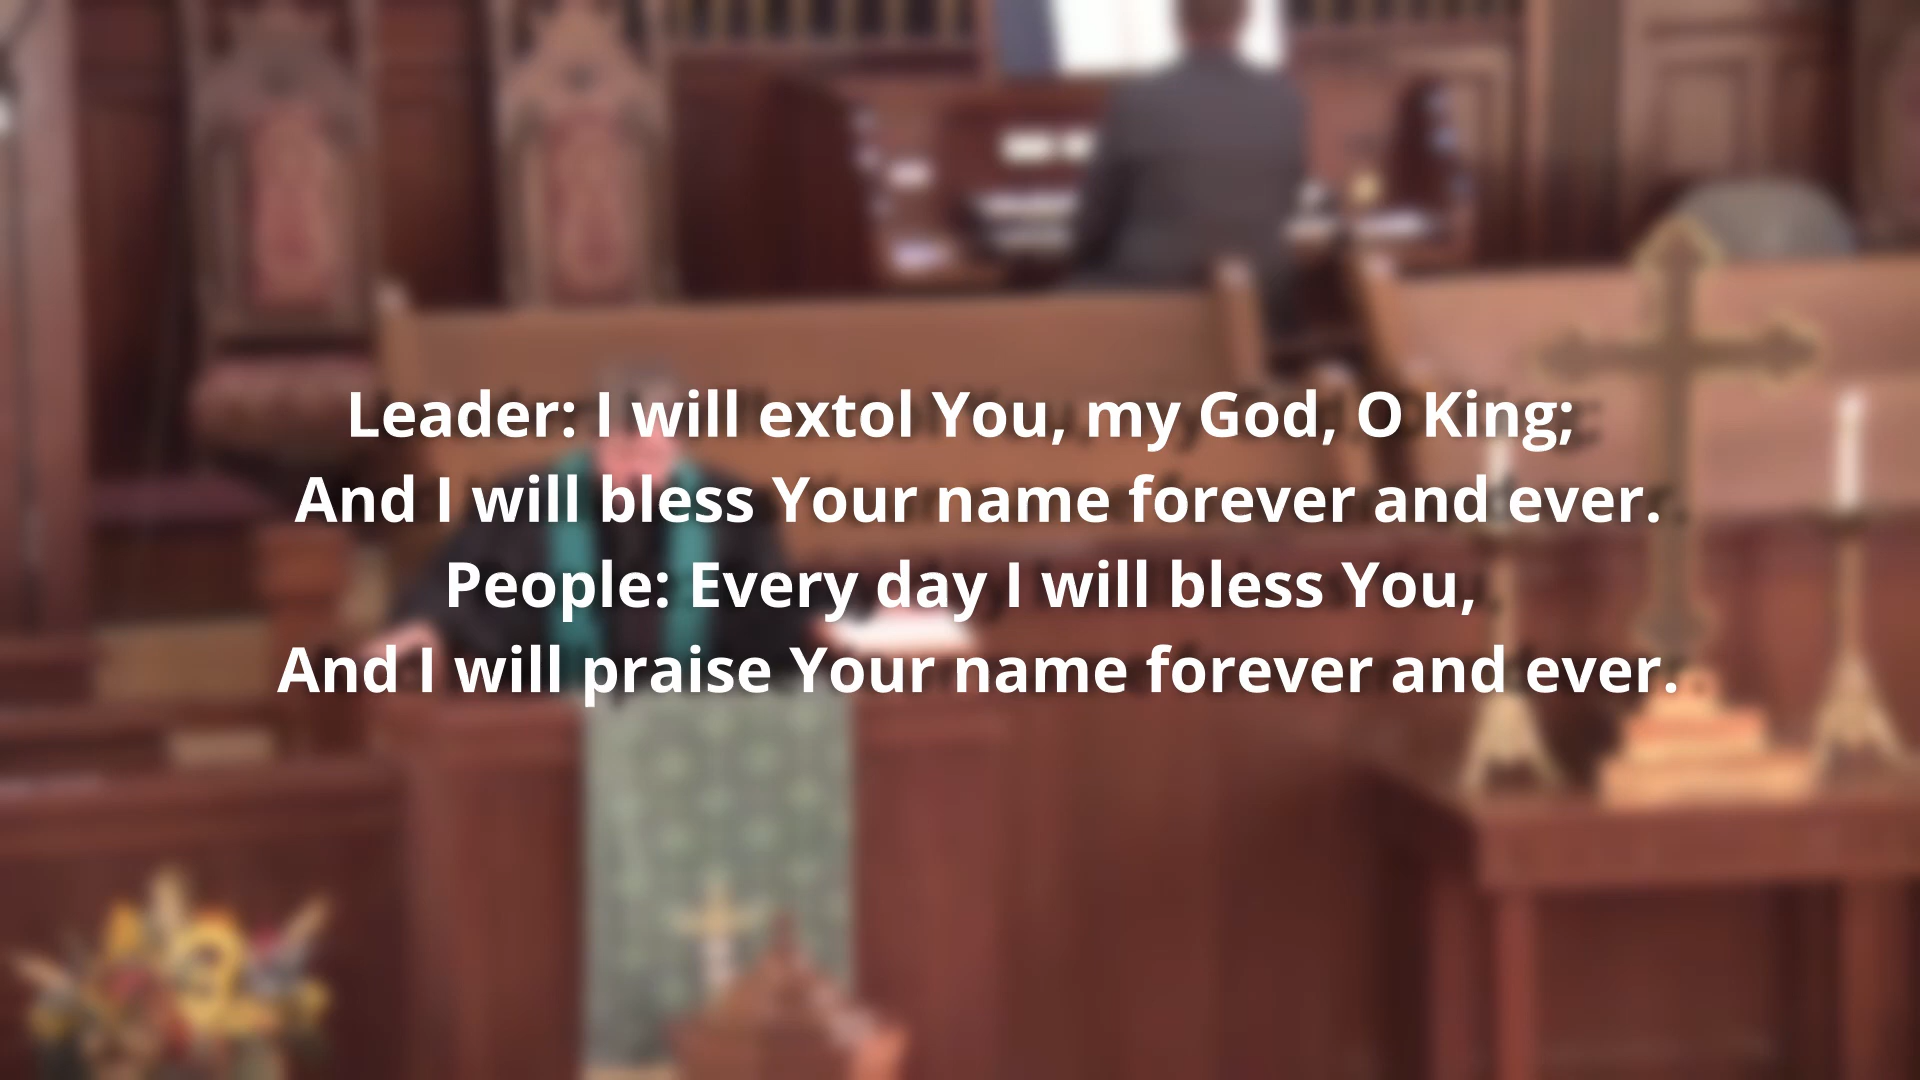 Leader: I will extol You, my God, O King;
And I will bless Your name forever and ever.
People: Every day I will bless You,
And I will praise Your name forever and ever.